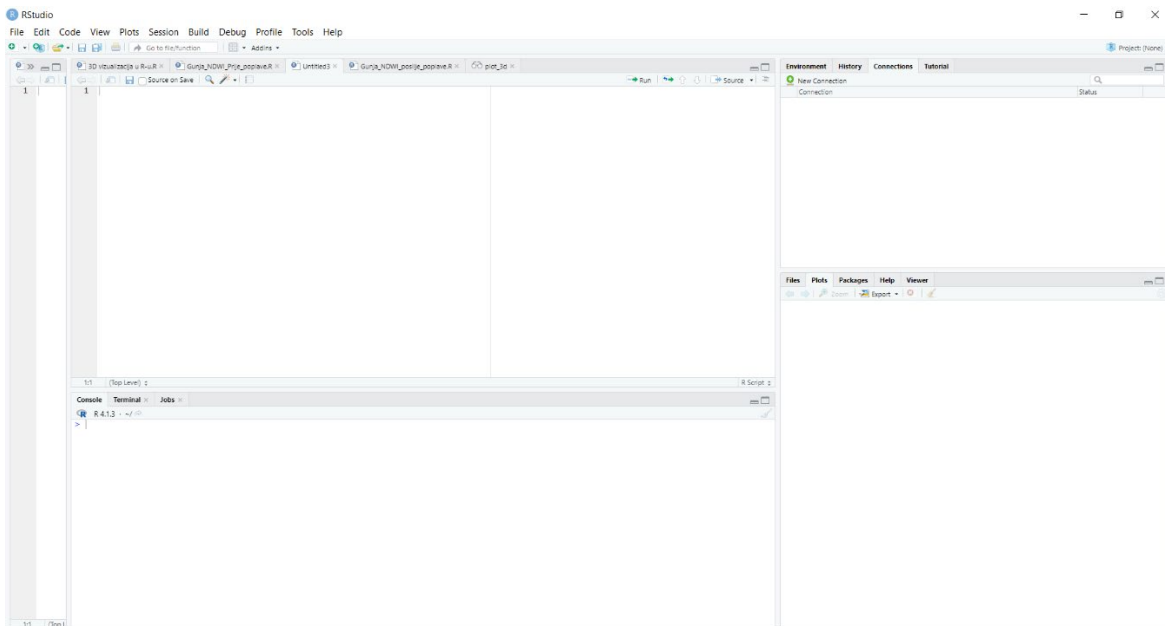 RStudio
File Edit Code View Plots Session Build Debug Profile Tools Help
Go to file/function Addins Project: (None)
3D vizualizacija u R-u.R Gunja_NDWI_Prije_poplave.R Untitled3 Gunja_NDWI_poslije_poplave.R plot_3d
Source on Save Run Source
1 1
1:1 (Top Level) R Script
Console Terminal Jobs
R 4.1.3 · ~/
>
1:1 (Top L
Environment History Connections Tutorial
New Connection
Connection Status
Files Plots Packages Help Viewer
Zoom Export